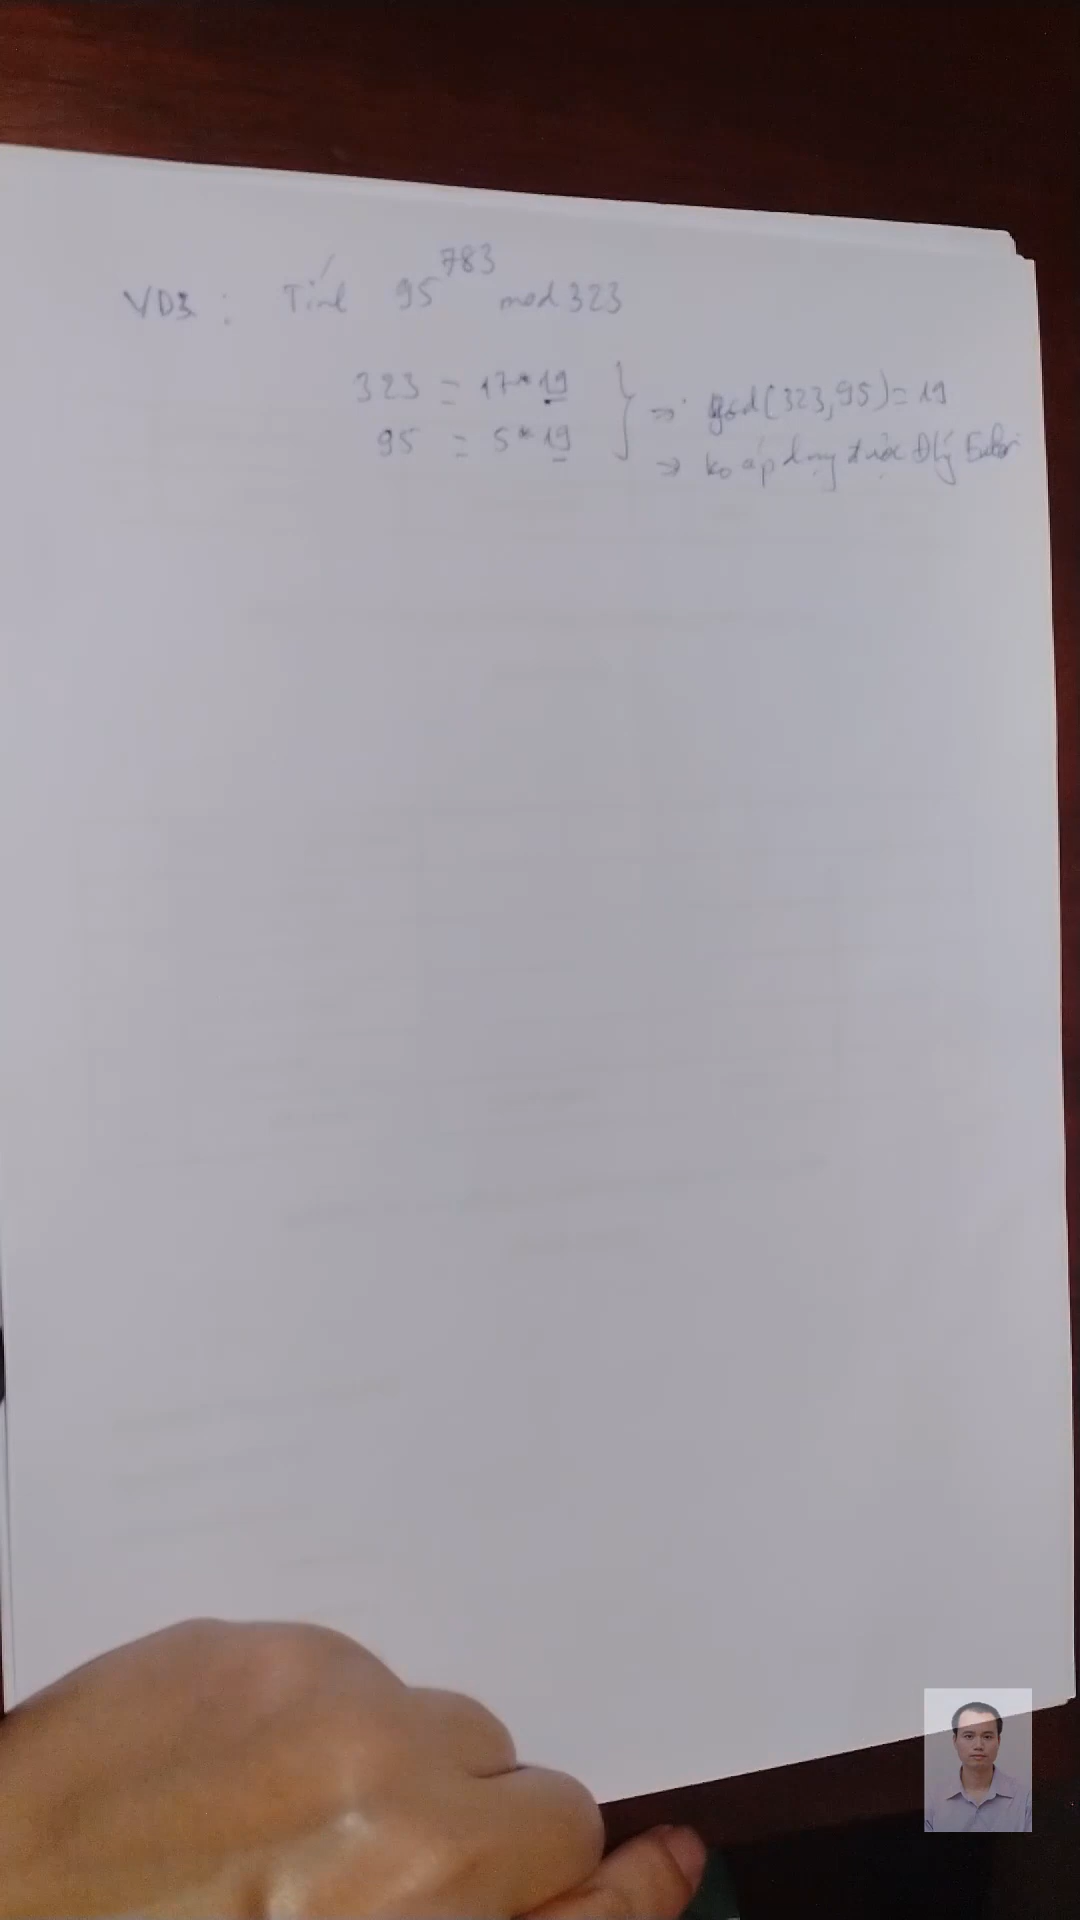 VD3 : Tính 95^783 mod 323
323 = 17*19
95 = 5*19
} => gcd(323,95)=19
=> ko áp dụng được Đlý Euler